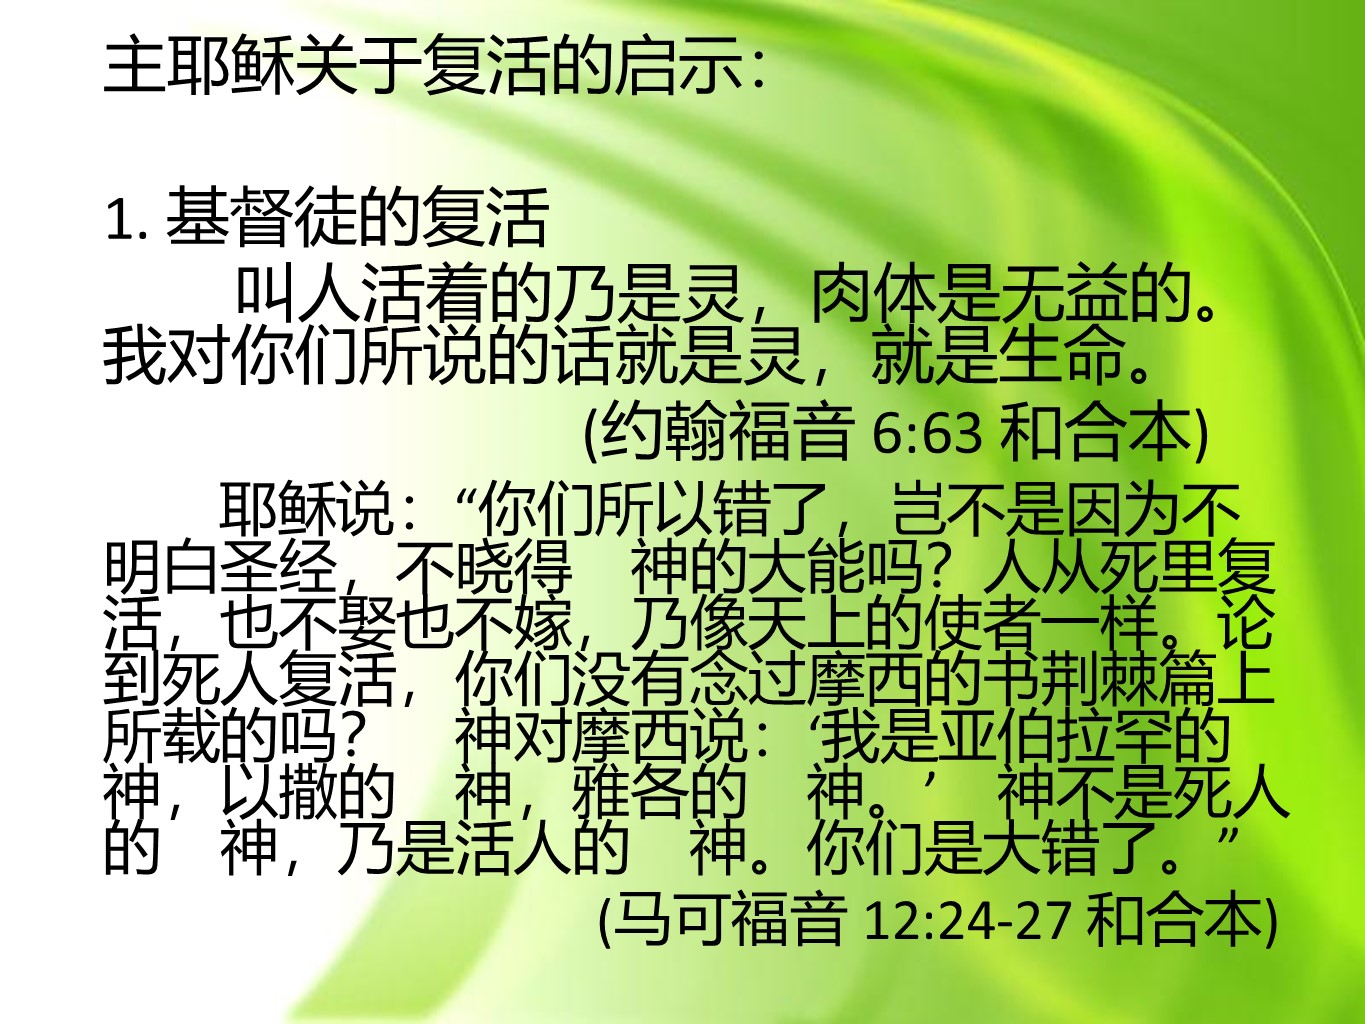 主耶稣关于复活的启示：
1. 基督徒的复活
叫人活着的乃是灵，肉体是无益的。
我对你们所说的话就是灵，就是生命。
(约翰福音 6:63 和合本)
耶稣说：“你们所以错了，岂不是因为不
明白圣经，不晓得　神的大能吗？人从死里复
活，也不娶也不嫁，乃像天上的使者一样。论
到死人复活，你们没有念过摩西的书荆棘篇上
所载的吗？　神对摩西说：‘我是亚伯拉罕的
神，以撒的　神，雅各的　神。’　神不是死人
的　神，乃是活人的　神。你们是大错了。”
(马可福音 12:24-27 和合本)